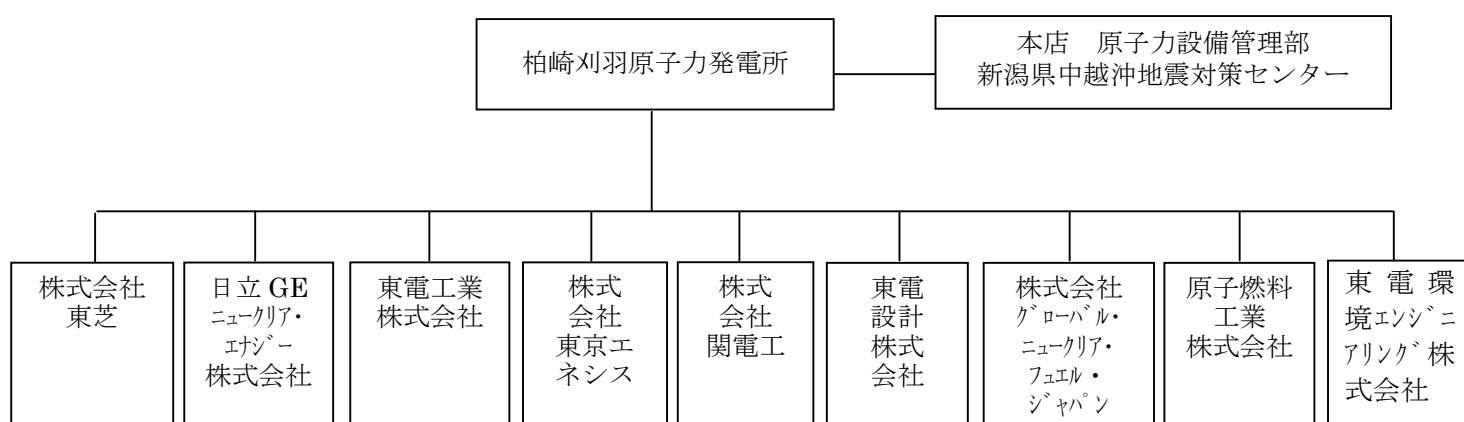 柏崎刈羽原子力発電所
本店　原子力設備管理部
新潟県中越沖地震対策センター
株式会社
東芝
日立 GE
ﾆｭｰｸﾘｱ・
ｴﾅｼﾞｰ
株式会社
東電工業
株式会社
株式
会社
東京エ
ネシス
株式
会社
関電工
東電
設計
株式
会社
株式会社
ｸﾞﾛｰﾊﾞﾙ・
ﾆｭｰｸﾘｱ・
ﾌｭｴﾙ・
ｼﾞｬﾊﾟﾝ
原子燃料
工業
株式会社
東 電 環
境ｴﾝｼﾞﾆ
ｱﾘﾝｸﾞ株
式会社